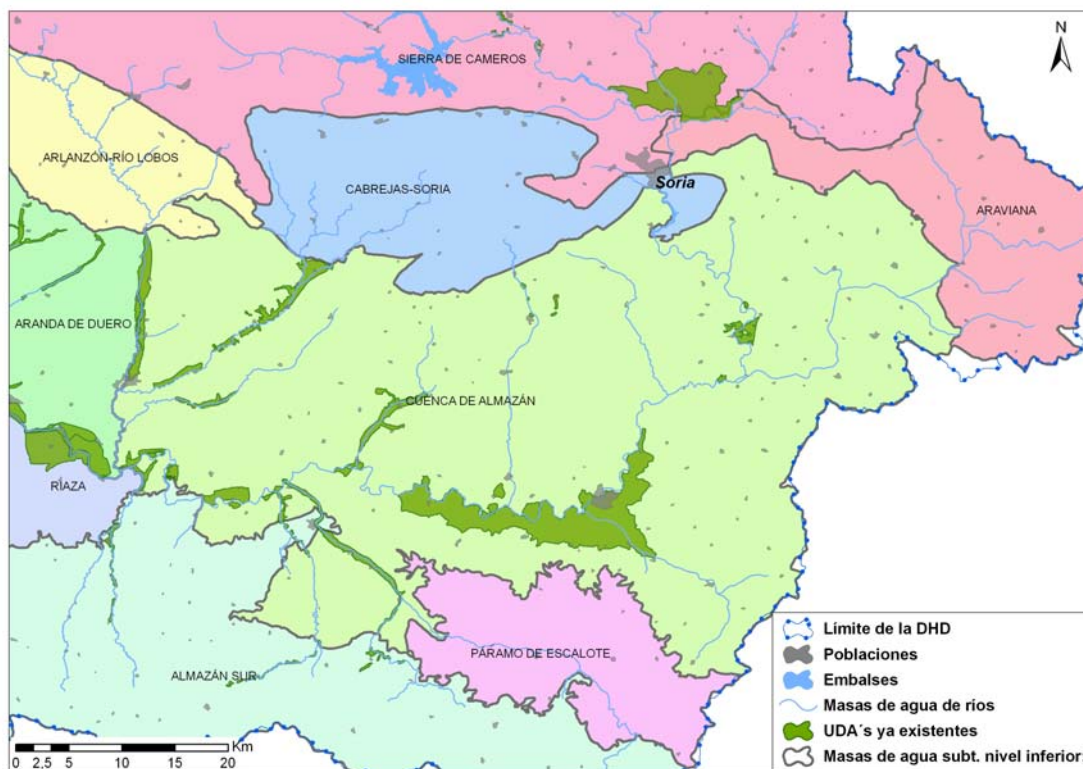 N
SIERRA DE CAMEROS
ARLANZÓN-RÍO LOBOS
CABREJAS-SORIA
Soria
ARAVIANA
ARANDA DE DUERO
CUENCA DE ALMAZÁN
RÍAZA
PÁRAMO DE ESCALOTE
ALMAZÁN SUR
Límite de la DHD
Poblaciones
Embalses
Masas de agua de ríos
UDA´s ya existentes
Masas de agua subt. nivel inferior
Km
0 2,5 5 10 15 20